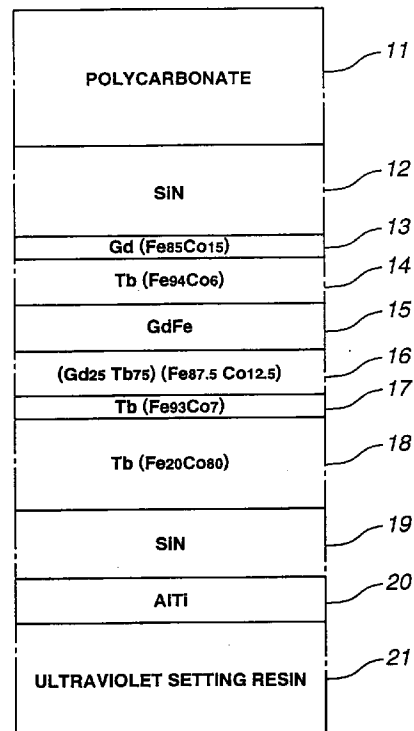 POLYCARBONATE 11
SiN 12
Gd (Fe85Co15) 13
Tb (Fe94Co6) 14
GdFe 15
(Gd25 Tb75) (Fe87.5 Co12.5) 16
Tb (Fe93Co7) 17
Tb (Fe20Co80) 18
SiN 19
AlTi 20
ULTRAVIOLET SETTING RESIN 21